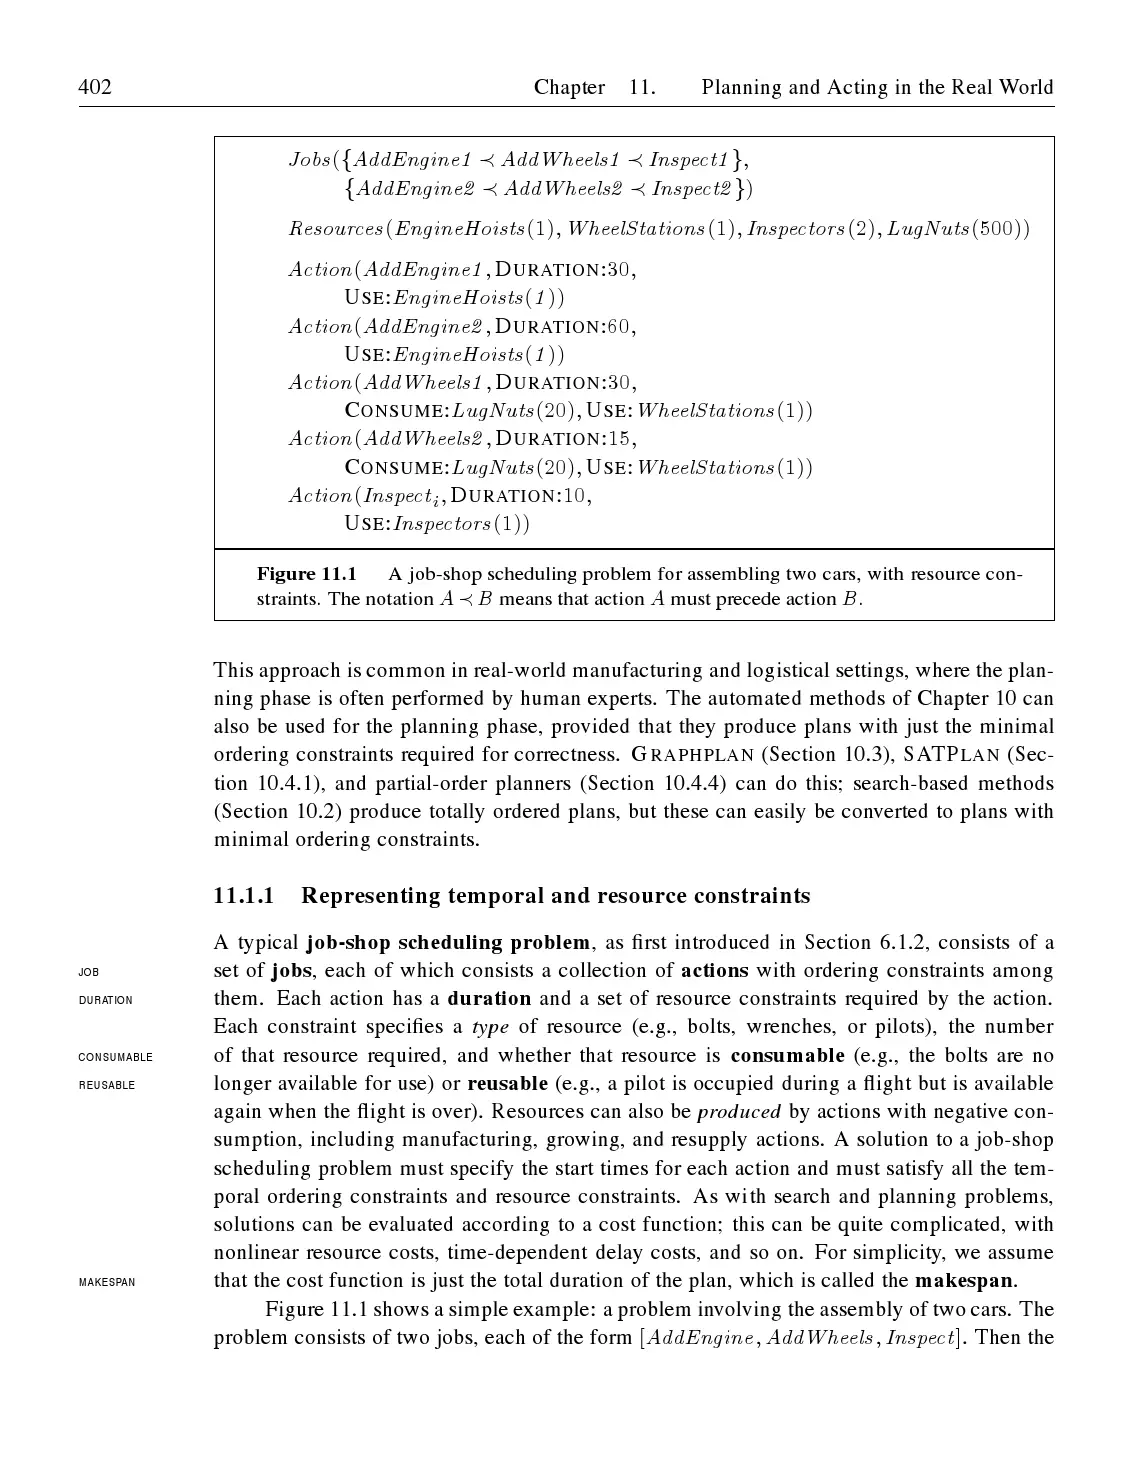 402 Chapter 11. Planning and Acting in the Real World
Jobs({AddEngine1 ≺ AddWheels1 ≺ Inspect1},
{AddEngine2 ≺ AddWheels2 ≺ Inspect2})
Resources(EngineHoists(1), WheelStations(1), Inspectors(2), LugNuts(500))
Action(AddEngine1, DURATION:30,
USE:EngineHoists(1))
Action(AddEngine2, DURATION:60,
USE:EngineHoists(1))
Action(AddWheels1, DURATION:30,
CONSUME:LugNuts(20), USE:WheelStations(1))
Action(AddWheels2, DURATION:15,
CONSUME:LugNuts(20), USE:WheelStations(1))
Action(Inspectᵢ, DURATION:10,
USE:Inspectors(1))
Figure 11.1 A job-shop scheduling problem for assembling two cars, with resource con-
straints. The notation A ≺ B means that action A must precede action B.
This approach is common in real-world manufacturing and logistical settings, where the plan-
ning phase is often performed by human experts. The automated methods of Chapter 10 can
also be used for the planning phase, provided that they produce plans with just the minimal
ordering constraints required for correctness. GRAPHPLAN (Section 10.3), SATPLAN (Sec-
tion 10.4.1), and partial-order planners (Section 10.4.4) can do this; search-based methods
(Section 10.2) produce totally ordered plans, but these can easily be converted to plans with
minimal ordering constraints.
11.1.1 Representing temporal and resource constraints
A typical job-shop scheduling problem, as first introduced in Section 6.1.2, consists of a
JOB set of jobs, each of which consists a collection of actions with ordering constraints among
DURATION them. Each action has a duration and a set of resource constraints required by the action.
Each constraint specifies a type of resource (e.g., bolts, wrenches, or pilots), the number
CONSUMABLE of that resource required, and whether that resource is consumable (e.g., the bolts are no
REUSABLE longer available for use) or reusable (e.g., a pilot is occupied during a flight but is available
again when the flight is over). Resources can also be produced by actions with negative con-
sumption, including manufacturing, growing, and resupply actions. A solution to a job-shop
scheduling problem must specify the start times for each action and must satisfy all the tem-
poral ordering constraints and resource constraints. As with search and planning problems,
solutions can be evaluated according to a cost function; this can be quite complicated, with
nonlinear resource costs, time-dependent delay costs, and so on. For simplicity, we assume
MAKESPAN that the cost function is just the total duration of the plan, which is called the makespan.
Figure 11.1 shows a simple example: a problem involving the assembly of two cars. The
problem consists of two jobs, each of the form [AddEngine, AddWheels, Inspect]. Then the